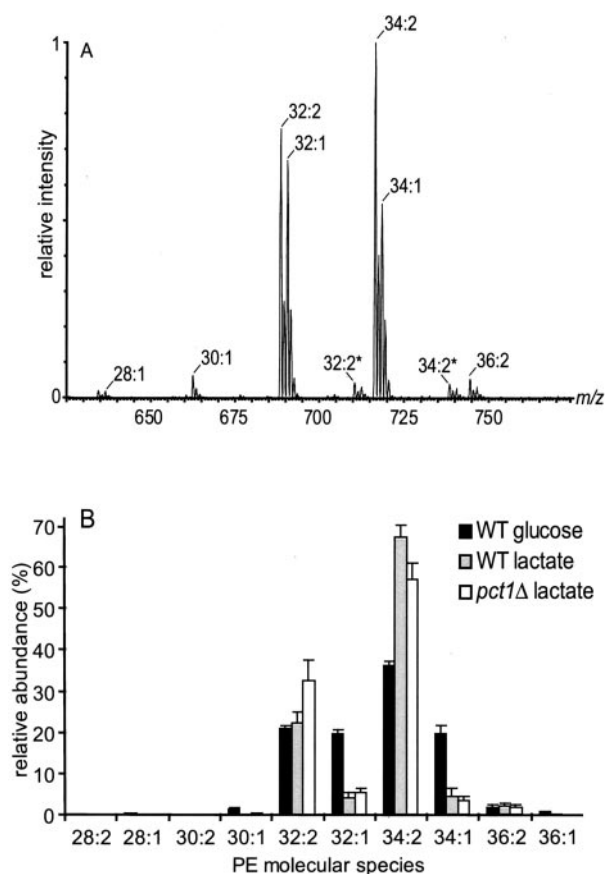 A
1
relative intensity
0
28:1
30:1
32:2
32:1
32:2*
34:2
34:1
34:2*
36:2
650
675
700
725
750
m/z
B
WT glucose
WT lactate
pct1Δ lactate
relative abundance (%)
70
60
50
40
30
20
10
0
28:2 28:1 30:2 30:1 32:2 32:1 34:2 34:1 36:2 36:1
PE molecular species